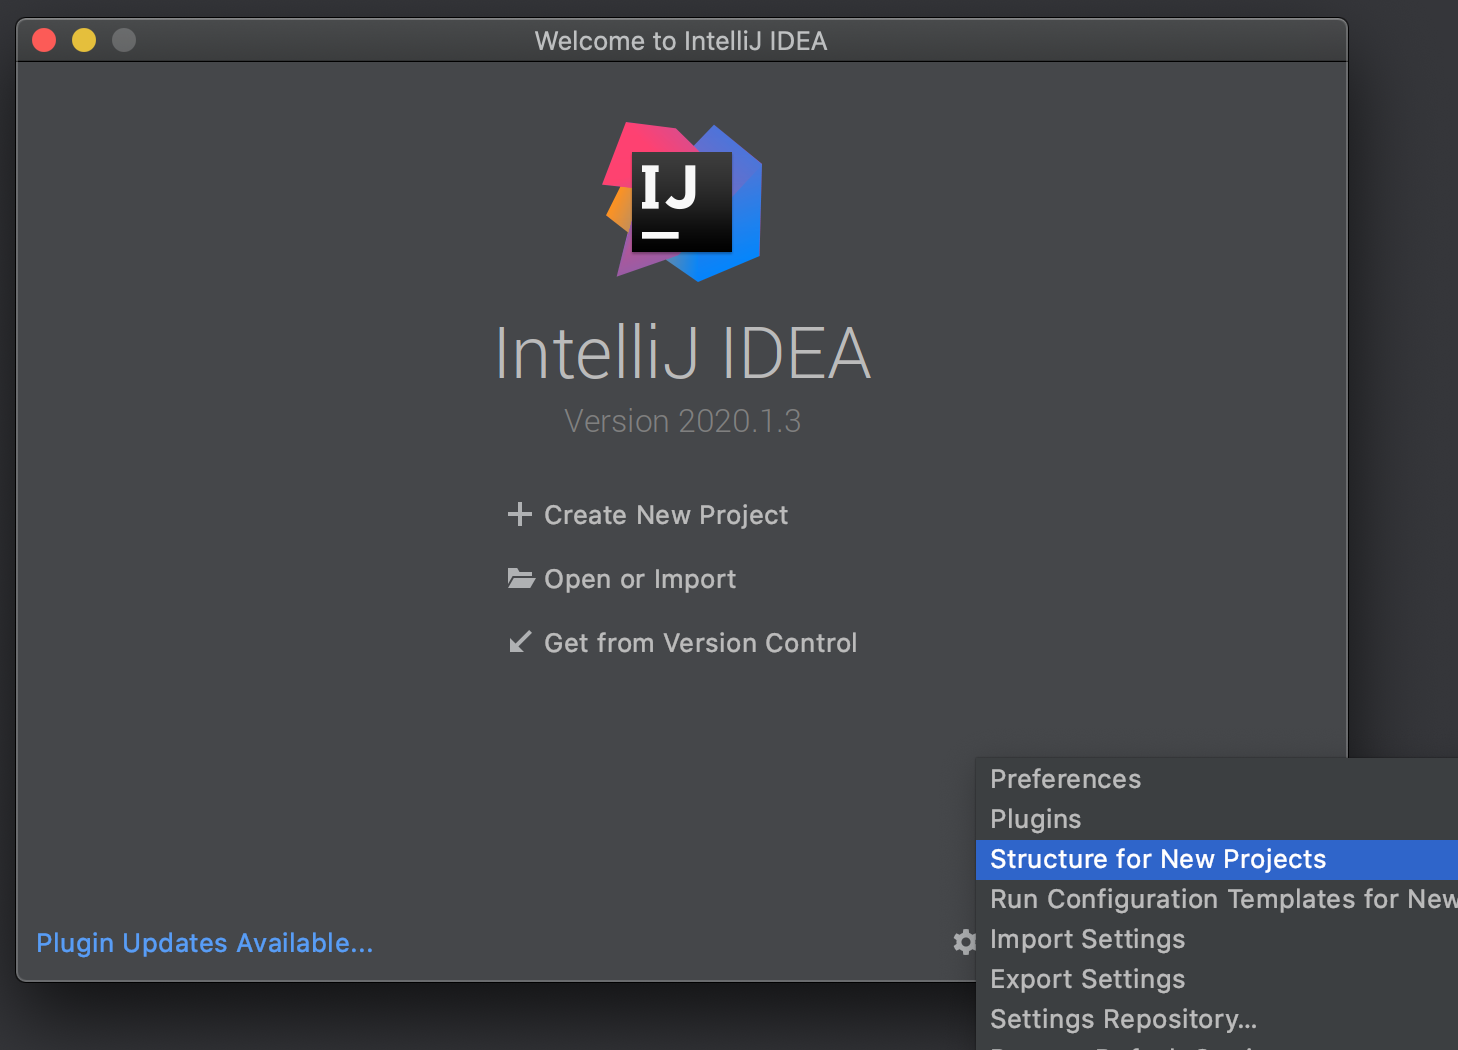 Welcome to IntelliJ IDEA
IJ
IntelliJ IDEA
Version 2020.1.3
Create New Project
Open or Import
Get from Version Control
Preferences
Plugins
Structure for New Projects
Run Configuration Templates for New
Import Settings
Export Settings
Settings Repository...
Plugin Updates Available...